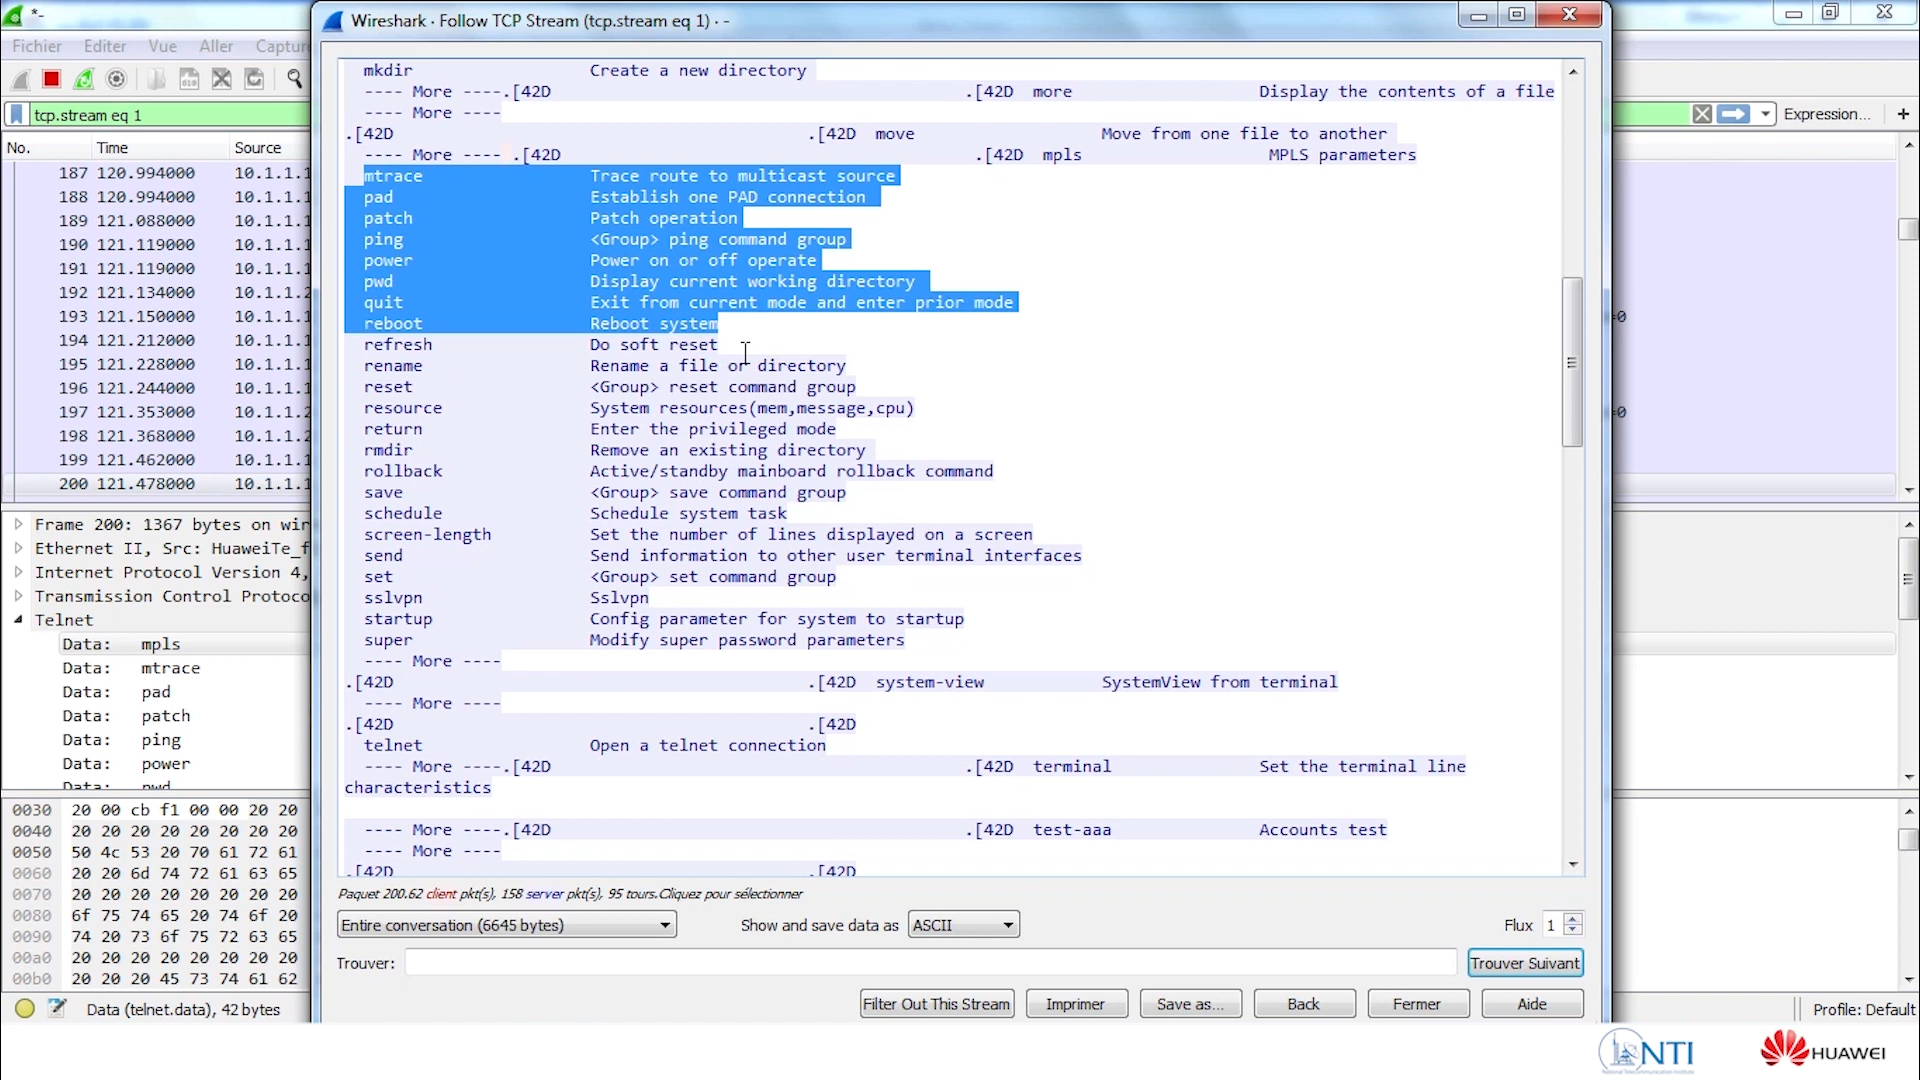 *-
Wireshark · Follow TCP Stream (tcp.stream eq 1) · -
Fichier Editer Vue Aller Captur
tcp.stream eq 1
Expression... +
No. Time Source
187 120.994000 10.1.1.1
188 120.994000 10.1.1.1
189 121.088000 10.1.1.1
190 121.119000 10.1.1.1
191 121.119000 10.1.1.1
192 121.134000 10.1.1.2
193 121.150000 10.1.1.1
194 121.212000 10.1.1.2
195 121.228000 10.1.1.1
196 121.244000 10.1.1.1
197 121.353000 10.1.1.2
198 121.368000 10.1.1.2
199 121.462000 10.1.1.1
200 121.478000 10.1.1.1
=0
=0
Frame 200: 1367 bytes on wir
Ethernet II, Src: HuaweiTe_f
Internet Protocol Version 4,
Transmission Control Protoco
Telnet
Data: mpls
Data: mtrace
Data: pad
Data: patch
Data: ping
Data: power
Data: pwd
0030 20 00 cb f1 00 00 20 20
0040 20 20 20 20 20 20 20 20
0050 50 4c 53 20 70 61 72 61
0060 20 20 6d 74 72 61 63 65
0070 20 20 20 20 20 20 20 20
0080 6f 75 74 65 20 74 6f 20
0090 74 20 73 6f 75 72 63 65
00a0 20 20 20 20 20 20 20 20
00b0 20 20 20 45 73 74 61 62
Data (telnet.data), 42 bytes
Profile: Default
mkdir Create a new directory
---- More ----.[42D .[42D more Display the contents of a file
---- More ----
.[42D .[42D move Move from one file to another
---- More ---- .[42D .[42D mpls MPLS parameters
mtrace Trace route to multicast source
pad Establish one PAD connection
patch Patch operation
ping <Group> ping command group
power Power on or off operate
pwd Display current working directory
quit Exit from current mode and enter prior mode
reboot Reboot system
refresh Do soft reset
rename Rename a file or directory
reset <Group> reset command group
resource System resources(mem,message,cpu)
return Enter the privileged mode
rmdir Remove an existing directory
rollback Active/standby mainboard rollback command
save <Group> save command group
schedule Schedule system task
screen-length Set the number of lines displayed on a screen
send Send information to other user terminal interfaces
set <Group> set command group
sslvpn Sslvpn
startup Config parameter for system to startup
super Modify super password parameters
---- More ----
.[42D .[42D system-view SystemView from terminal
---- More ----
.[42D .[42D
telnet Open a telnet connection
---- More ----.[42D .[42D terminal Set the terminal line
characteristics
---- More ----.[42D .[42D test-aaa Accounts test
---- More ----
.[42D .[42D
Paquet 200.62 client pkt(s), 158 server pkt(s), 95 tours.Cliquez pour sélectionner
Entire conversation (6645 bytes) Show and save data as ASCII Flux 1
Trouver: Trouver Suivant
Filter Out This Stream Imprimer Save as... Back Fermer Aide
NTI
HUAWEI